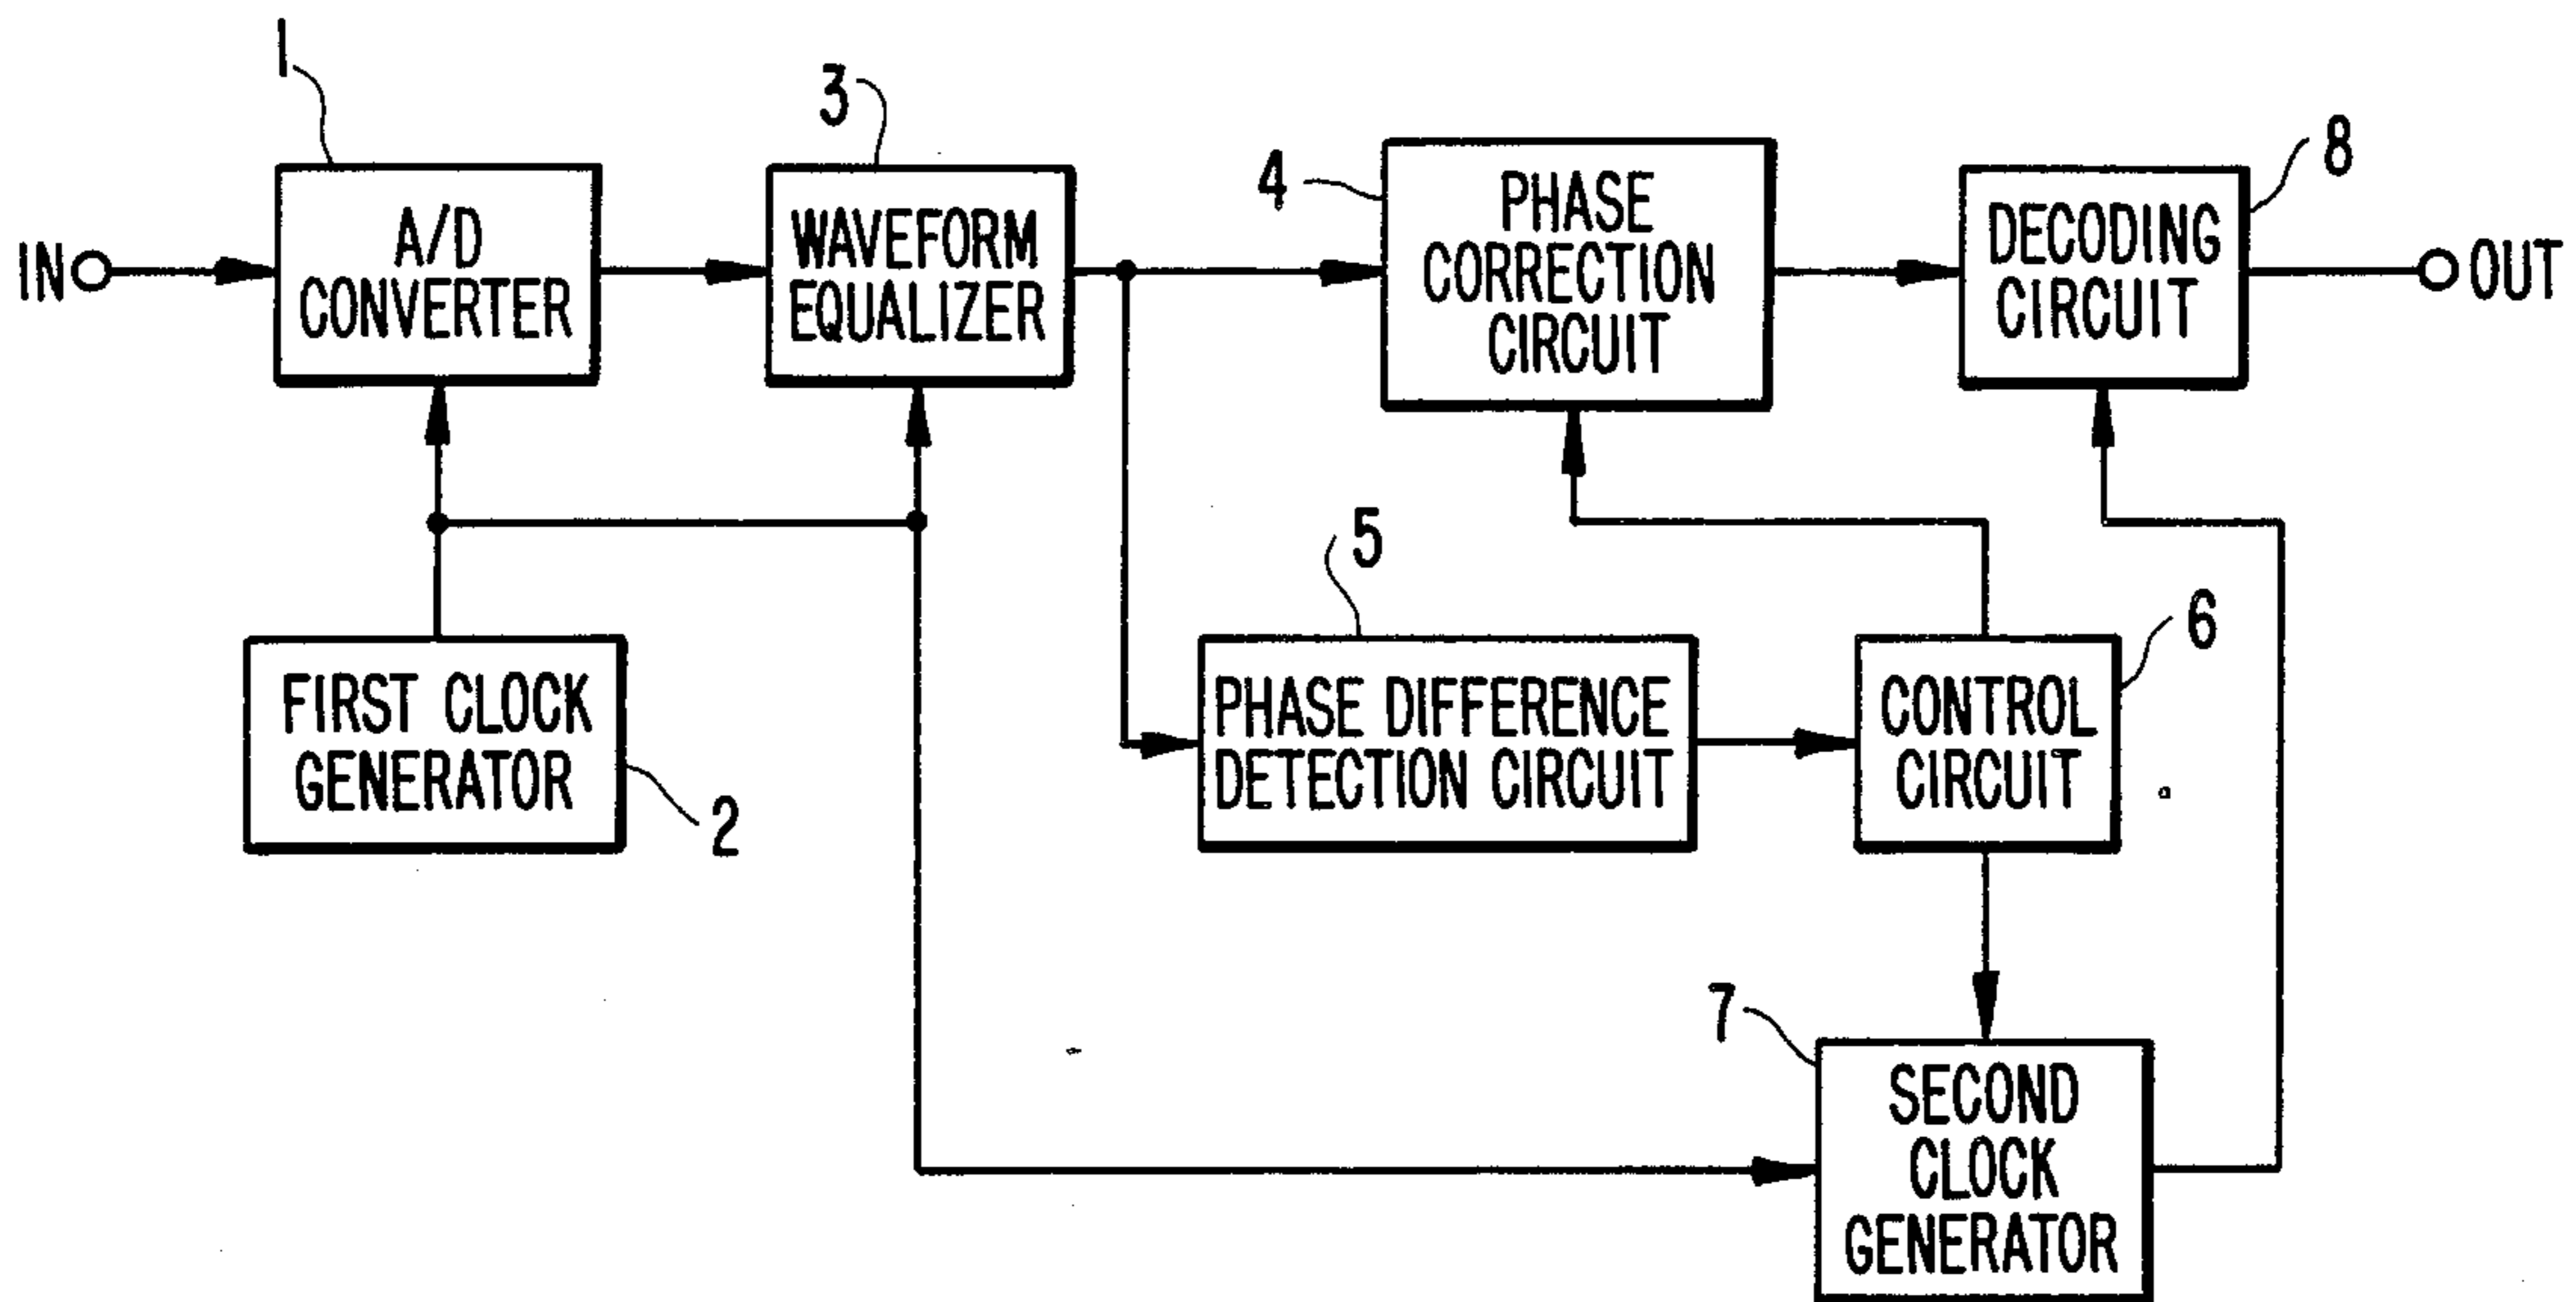 1
3
4
8
IN
A/D
CONVERTER
WAVEFORM
EQUALIZER
PHASE
CORRECTION
CIRCUIT
DECODING
CIRCUIT
OUT
5
6
FIRST CLOCK
GENERATOR
2
PHASE DIFFERENCE
DETECTION CIRCUIT
CONTROL
CIRCUIT
7
SECOND
CLOCK
GENERATOR